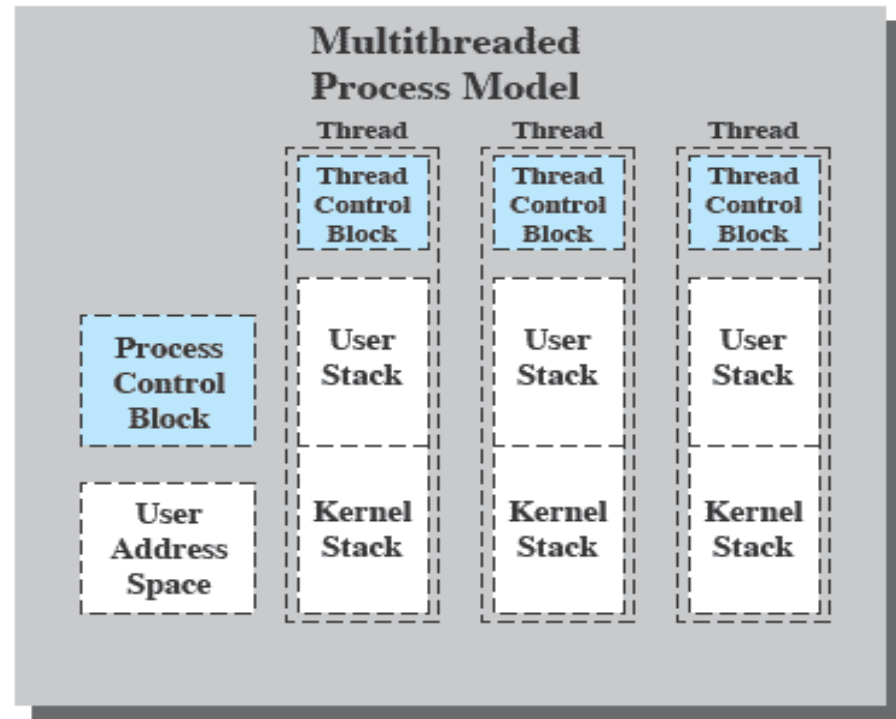 Multithreaded
Process Model
Thread
Thread
Thread
Thread
Control
Block
Thread
Control
Block
Thread
Control
Block
Process
Control
Block
User
Address
Space
User
Stack
Kernel
Stack
User
Stack
Kernel
Stack
User
Stack
Kernel
Stack